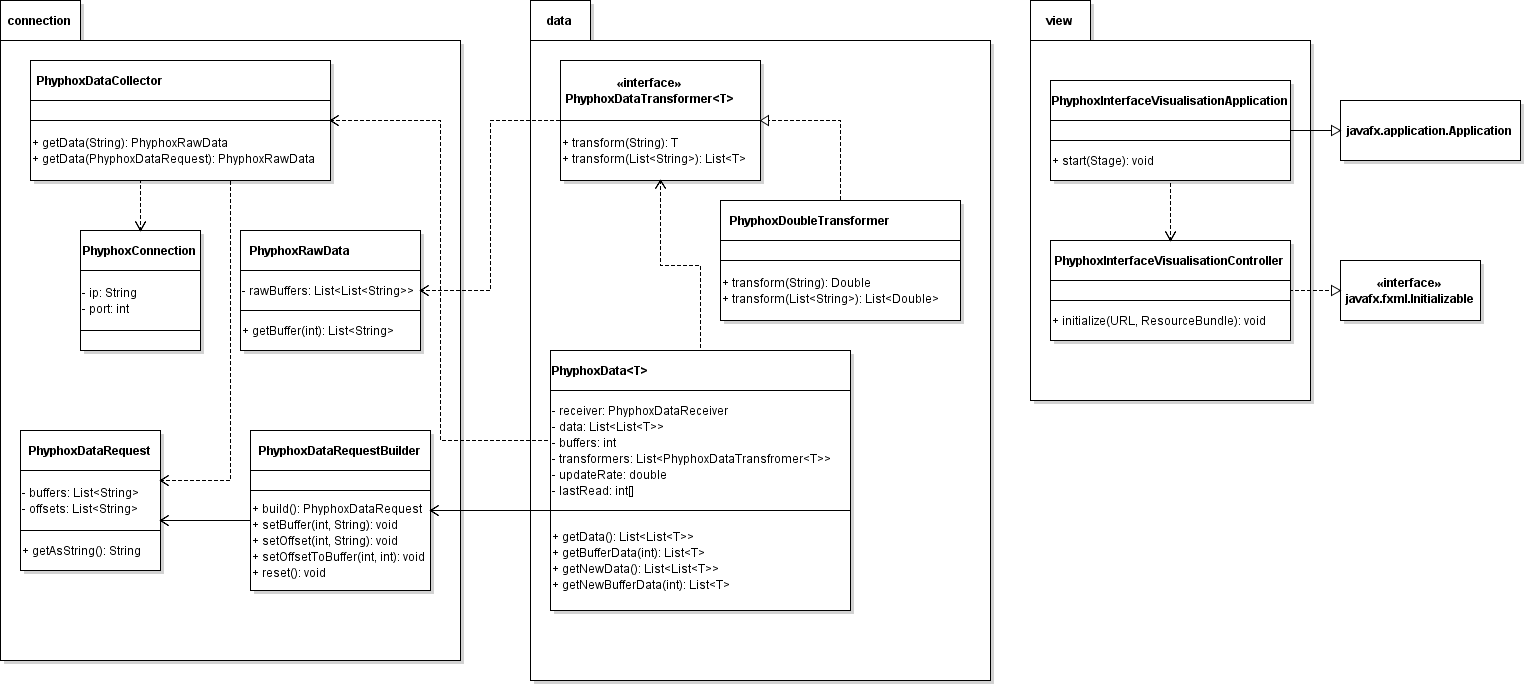 connection
PhyphoxDataCollector
+ getData(String): PhyphoxRawData
+ getData(PhyphoxDataRequest): PhyphoxRawData
PhyphoxConnection
- ip: String
- port: int
PhyphoxRawData
- rawBuffers: List<List<String>>
+ getBuffer(int): List<String>
PhyphoxDataRequest
- buffers: List<String>
- offsets: List<String>
+ getAsString(): String
PhyphoxDataRequestBuilder
+ build(): PhyphoxDataRequest
+ setBuffer(int, String): void
+ setOffset(int, String): void
+ setOffsetToBuffer(int, int): void
+ reset(): void
data
«interface»
PhyphoxDataTransformer<T>
+ transform(String): T
+ transform(List<String>): List<T>
PhyphoxDoubleTransformer
+ transform(String): Double
+ transform(List<String>): List<Double>
PhyphoxData<T>
- receiver: PhyphoxDataReceiver
- data: List<List<T>>
- buffers: int
- transformers: List<PhyphoxDataTransfromer<T>>
- updateRate: double
- lastRead: int[]
+ getData(): List<List<T>>
+ getBufferData(int): List<T>
+ getNewData(): List<List<T>>
+ getNewBufferData(int): List<T>
view
PhyphoxInterfaceVisualisationApplication
+ start(Stage): void
javafx.application.Application
PhyphoxInterfaceVisualisationController
+ initialize(URL, ResourceBundle): void
«interface»
javafx.fxml.Initializable